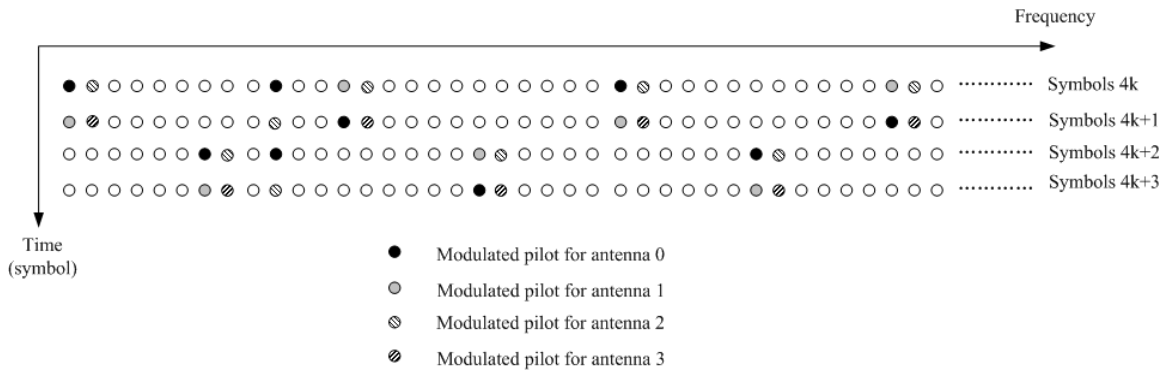 Frequency
Symbols 4k
Symbols 4k+1
Symbols 4k+2
Symbols 4k+3
Time
(symbol)
Modulated pilot for antenna 0
Modulated pilot for antenna 1
Modulated pilot for antenna 2
Modulated pilot for antenna 3